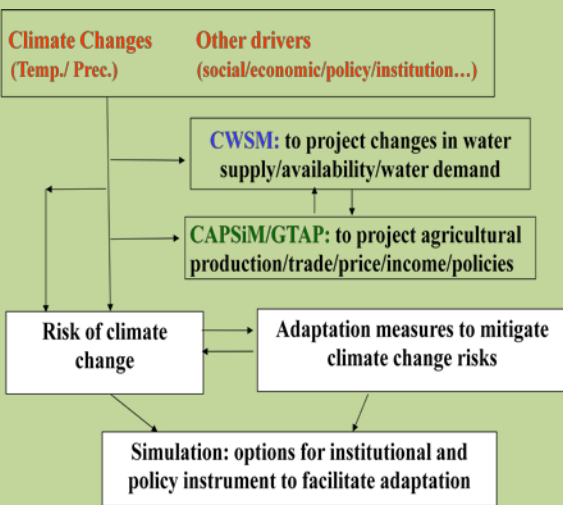 Climate Changes Other drivers
(Temp./ Prec.) (social/economic/policy/institution…)
CWSM: to project changes in water
supply/availability/water demand
CAPSiM/GTAP: to project agricultural
production/trade/price/income/policies
Risk of climate
change
Adaptation measures to mitigate
climate change risks
Simulation: options for institutional and
policy instrument to facilitate adaptation